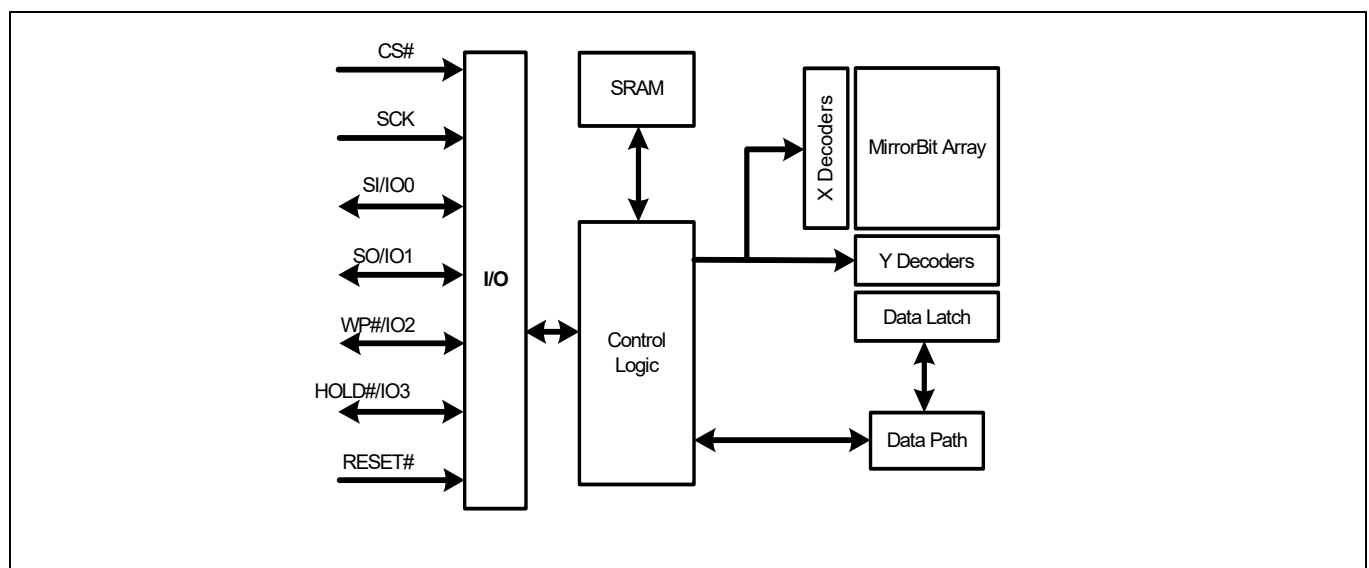 CS#
SCK
SI/IO0
SO/IO1
WP#/IO2
HOLD#/IO3
RESET#
I/O
SRAM
Control
Logic
X Decoders
MirrorBit Array
Y Decoders
Data Latch
Data Path